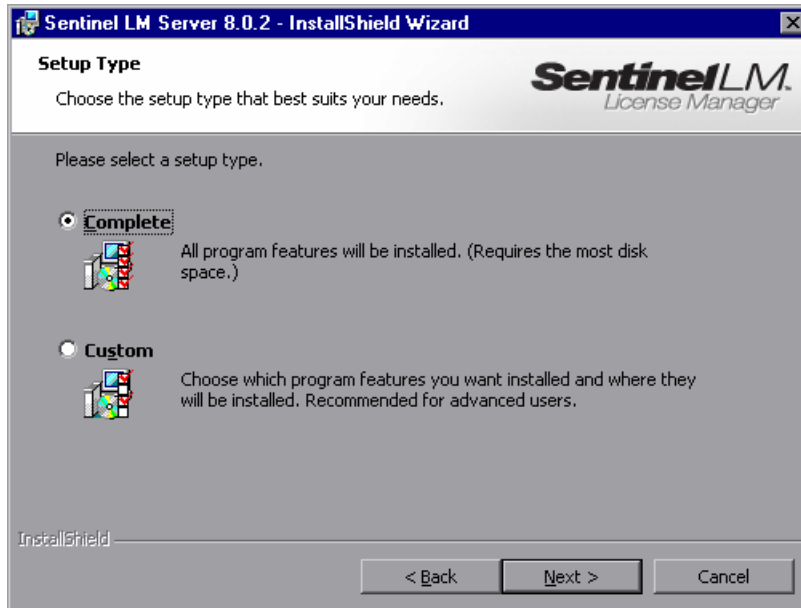 Sentinel LM Server 8.0.2 - InstallShield Wizard
Setup Type
Choose the setup type that best suits your needs.
SentinelLM.
License Manager
Please select a setup type.
Complete
All program features will be installed. (Requires the most disk
space.)
Custom
Choose which program features you want installed and where they
will be installed. Recommended for advanced users.
InstallShield
< Back
Next >
Cancel